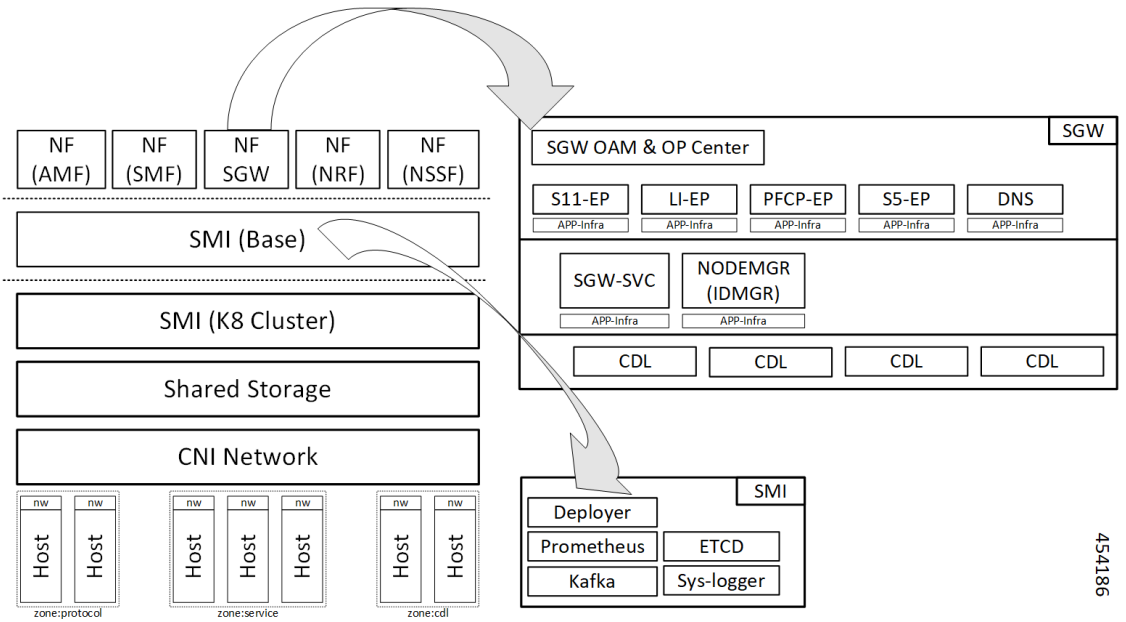 NF
(AMF)
NF
(SMF)
NF
SGW
NF
(NRF)
NF
(NSSF)
SMI (Base)
SMI (K8 Cluster)
Shared Storage
CNI Network
nw
nw
nw
nw
nw
nw
nw
Host
Host
Host
Host
Host
Host
Host
zone:protocol
zone:service
zone:cdl
SGW
SGW OAM & OP Center
S11-EP
LI-EP
PFCP-EP
S5-EP
DNS
APP-Infra
APP-Infra
APP-Infra
APP-Infra
APP-Infra
SGW-SVC
NODEMGR
(IDMGR)
APP-Infra
APP-Infra
CDL
CDL
CDL
CDL
SMI
Deployer
Prometheus
ETCD
Kafka
Sys-logger
454186